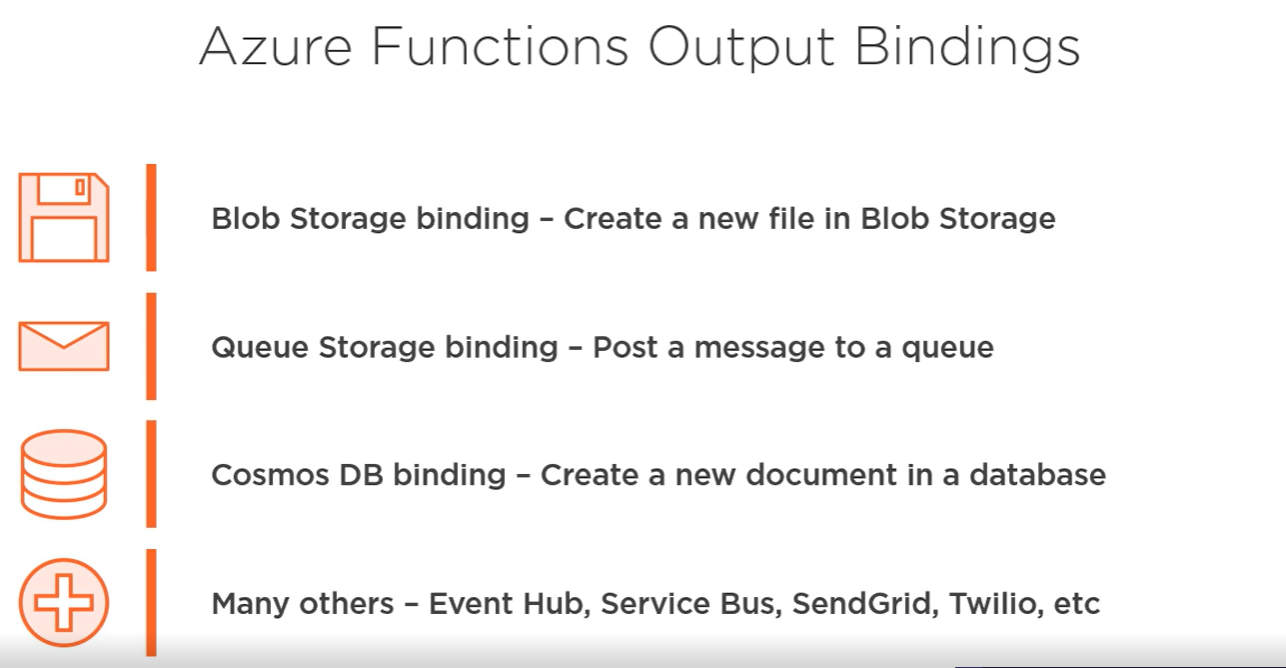 Azure Functions Output Bindings
Blob Storage binding – Create a new file in Blob Storage
Queue Storage binding – Post a message to a queue
Cosmos DB binding – Create a new document in a database
Many others – Event Hub, Service Bus, SendGrid, Twilio, etc